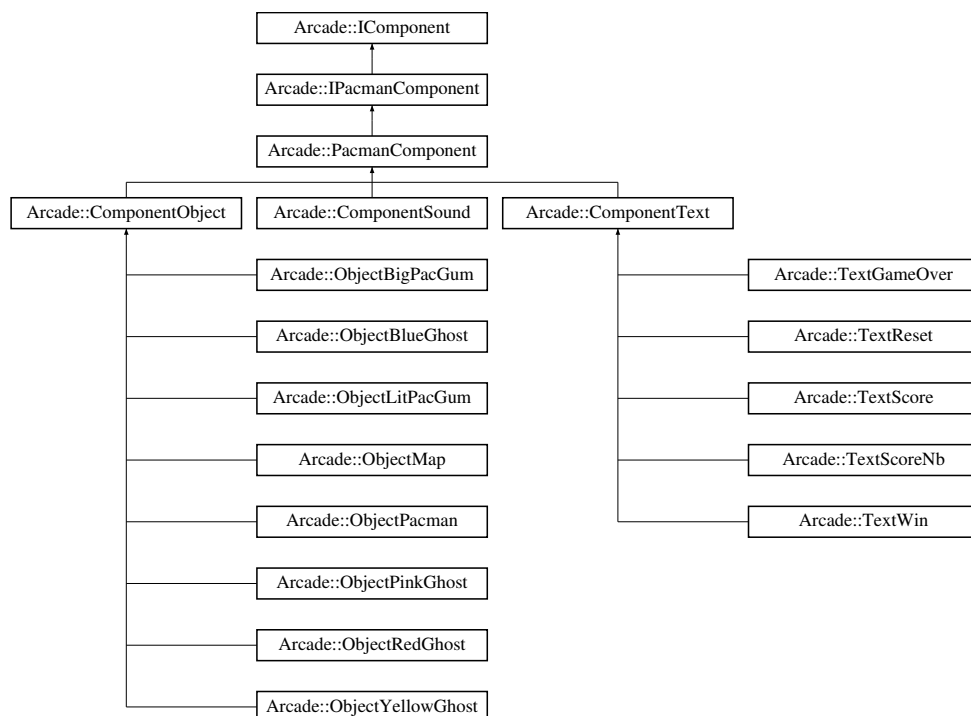 Arcade::IComponent
Arcade::IPacmanComponent
Arcade::PacmanComponent
Arcade::ComponentObject
Arcade::ComponentSound
Arcade::ComponentText
Arcade::ObjectBigPacGum
Arcade::TextGameOver
Arcade::ObjectBlueGhost
Arcade::TextReset
Arcade::ObjectLitPacGum
Arcade::TextScore
Arcade::ObjectMap
Arcade::TextScoreNb
Arcade::ObjectPacman
Arcade::TextWin
Arcade::ObjectPinkGhost
Arcade::ObjectRedGhost
Arcade::ObjectYellowGhost